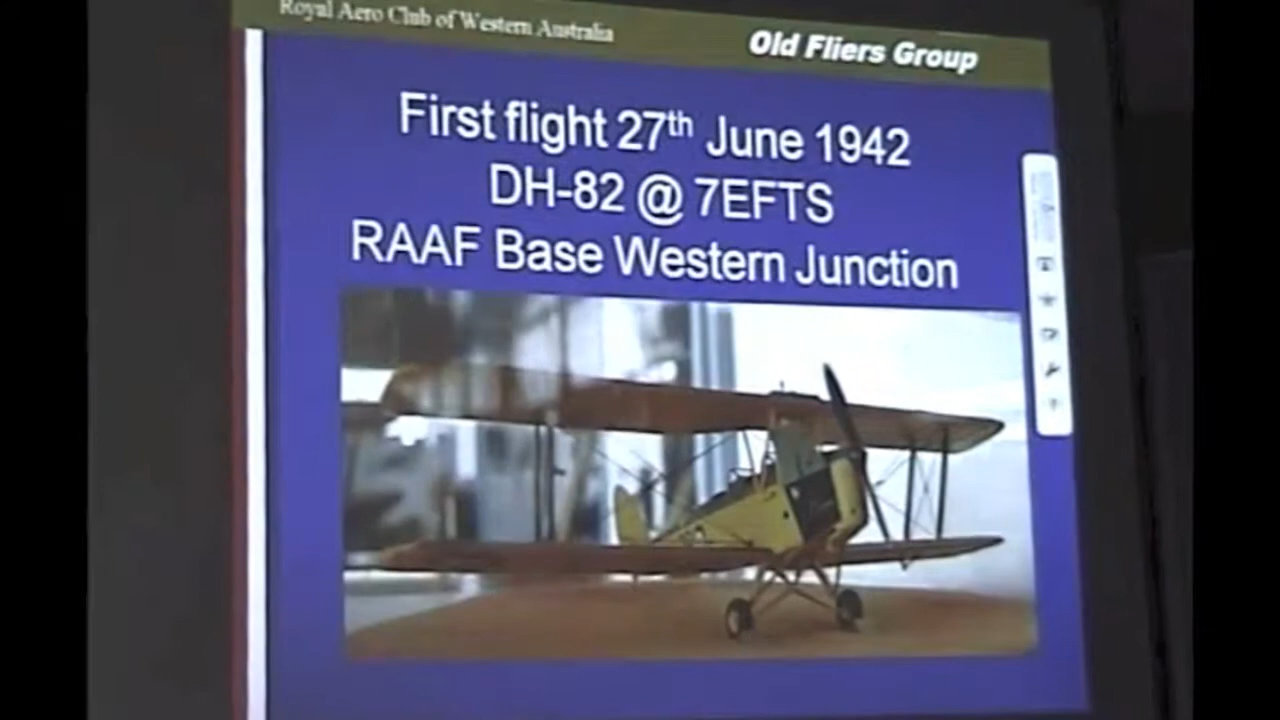 Royal Aero Club of Western Australia
Old Fliers Group
First flight 27th June 1942
DH-82 @ 7EFTS
RAAF Base Western Junction